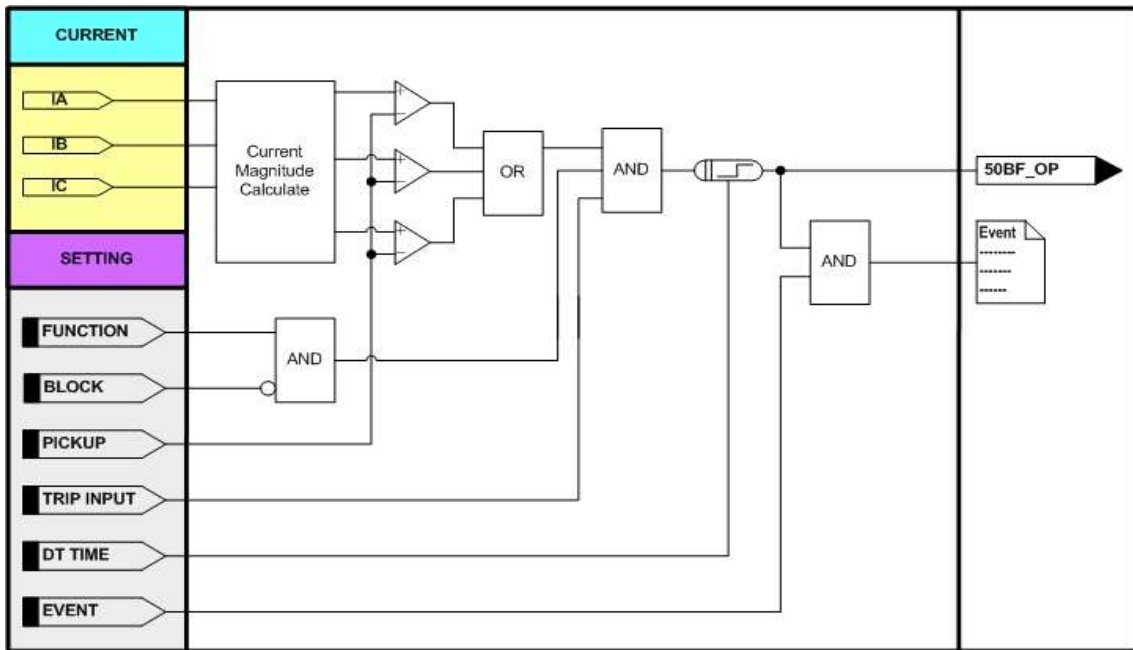 CURRENT
IA
IB
IC
SETTING
FUNCTION
BLOCK
PICKUP
TRIP INPUT
DT TIME
EVENT
Current
Magnitude
Calculate
+
−
+
−
+
−
OR
AND
AND
AND
50BF_OP
Event
--------
-------
------